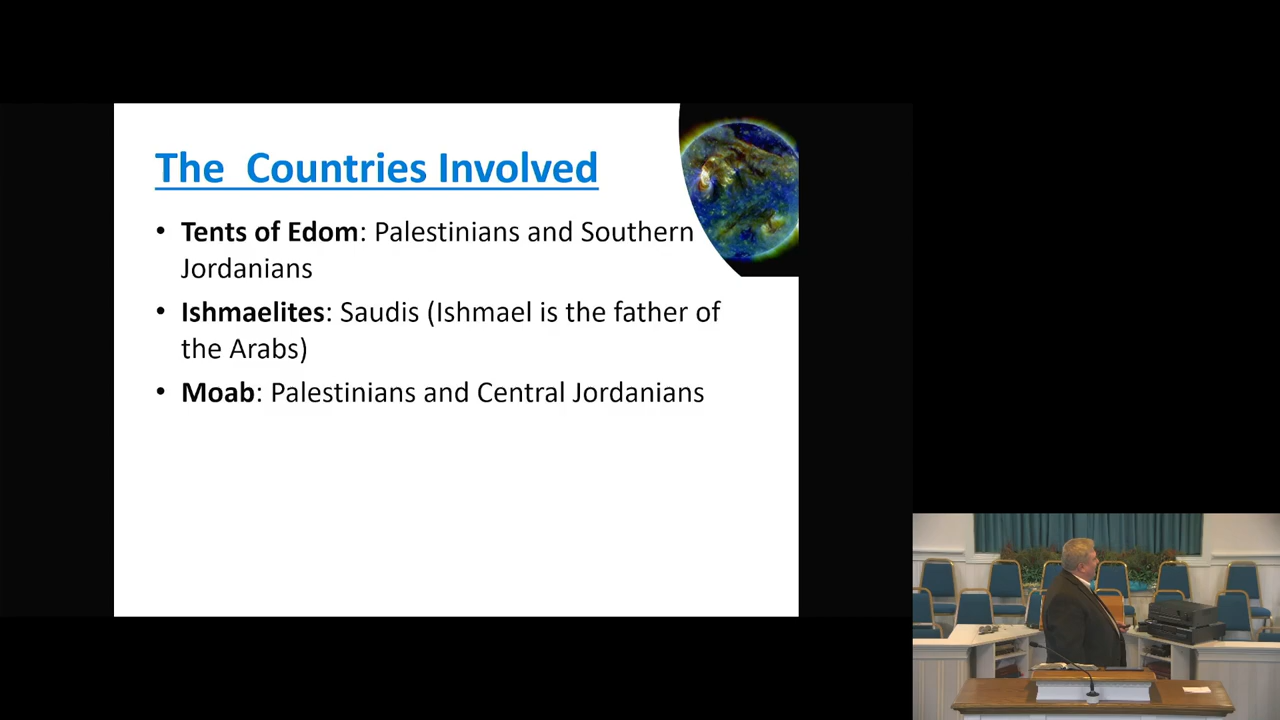 The  Countries Involved
• Tents of Edom: Palestinians and Southern
Jordanians
• Ishmaelites: Saudis (Ishmael is the father of
the Arabs)
• Moab: Palestinians and Central Jordanians